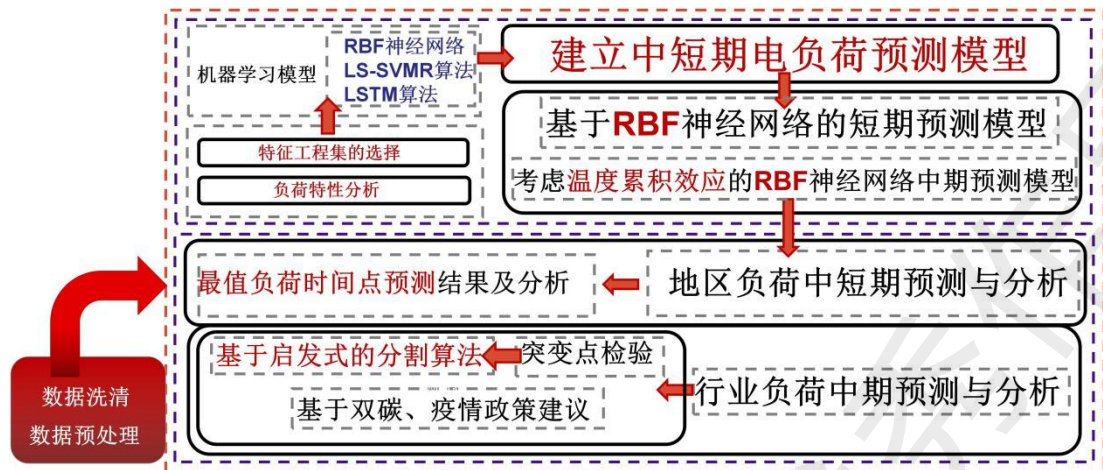 机器学习模型
RBF神经网络
LS-SVMR算法
LSTM算法
特征工程集的选择
负荷特性分析
建立中短期电负荷预测模型
基于RBF神经网络的短期预测模型
考虑温度累积效应的RBF神经网络中期预测模型
地区负荷中短期预测与分析
最值负荷时间点预测结果及分析
行业负荷中期预测与分析
突变点检验
基于启发式的分割算法
基于双碳、疫情政策建议
数据洗清
数据预处理